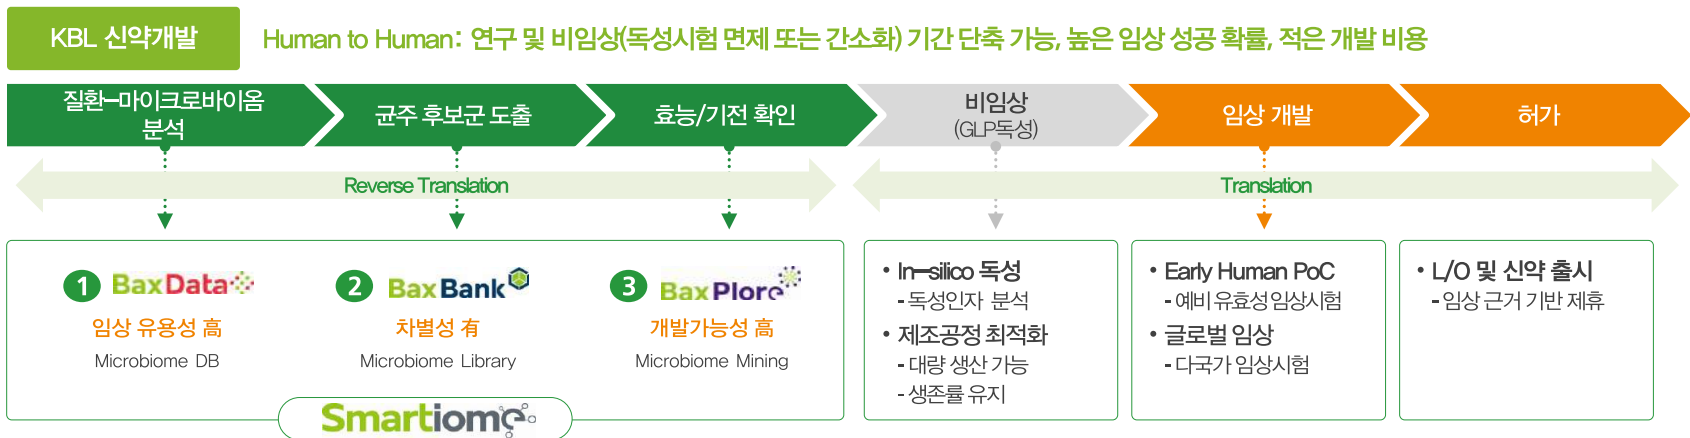 KBL 신약개발
Human to Human: 연구 및 비임상(독성시험 면제 또는 간소화) 기간 단축 가능, 높은 임상 성공 확률, 적은 개발 비용
질환-마이크로바이옴
분석
균주 후보군 도출
효능/기전 확인
비임상
(GLP독성)
임상 개발
허가
Reverse Translation
Translation
1 BaxData
임상 유용성 高
Microbiome DB
2 BaxBank
차별성 有
Microbiome Library
3 BaxPlore
개발가능성 高
Microbiome Mining
Smartiome
• In-silico 독성
- 독성인자 분석
• 제조공정 최적화
- 대량 생산 가능
- 생존률 유지
• Early Human PoC
- 예비 유효성 임상시험
• 글로벌 임상
- 다국가 임상시험
• L/O 및 신약 출시
- 임상 근거 기반 제휴